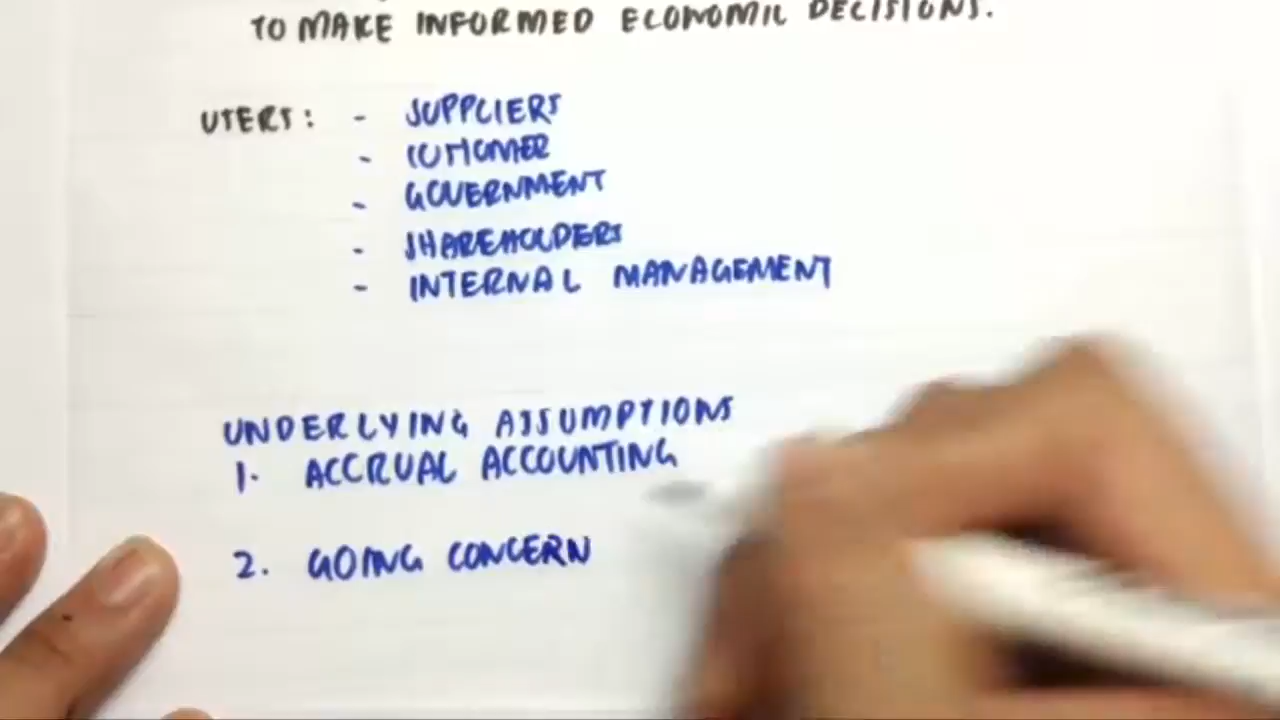 TO MAKE INFORMED ECONOMIC DECISIONS.
USERS: - SUPPLIERS
- CUSTOMER
- GOVERNMENT
- SHAREHOLDERS
- INTERNAL MANAGEMENT
UNDERLYING ASSUMPTIONS
1. ACCRUAL ACCOUNTING
2. GOING CONCERN